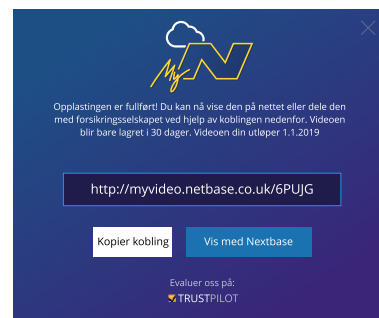 My N
Opplastingen er fullført! Du kan nå vise den på nettet eller dele den
med forsikringsselskapet ved hjelp av koblingen nedenfor. Videoen
blir bare lagret i 30 dager. Videoen din utløper 1.1.2019
http://myvideo.netbase.co.uk/6PUJG
Kopier kobling
Vis med Nextbase
Evaluer oss på:
TRUSTPILOT